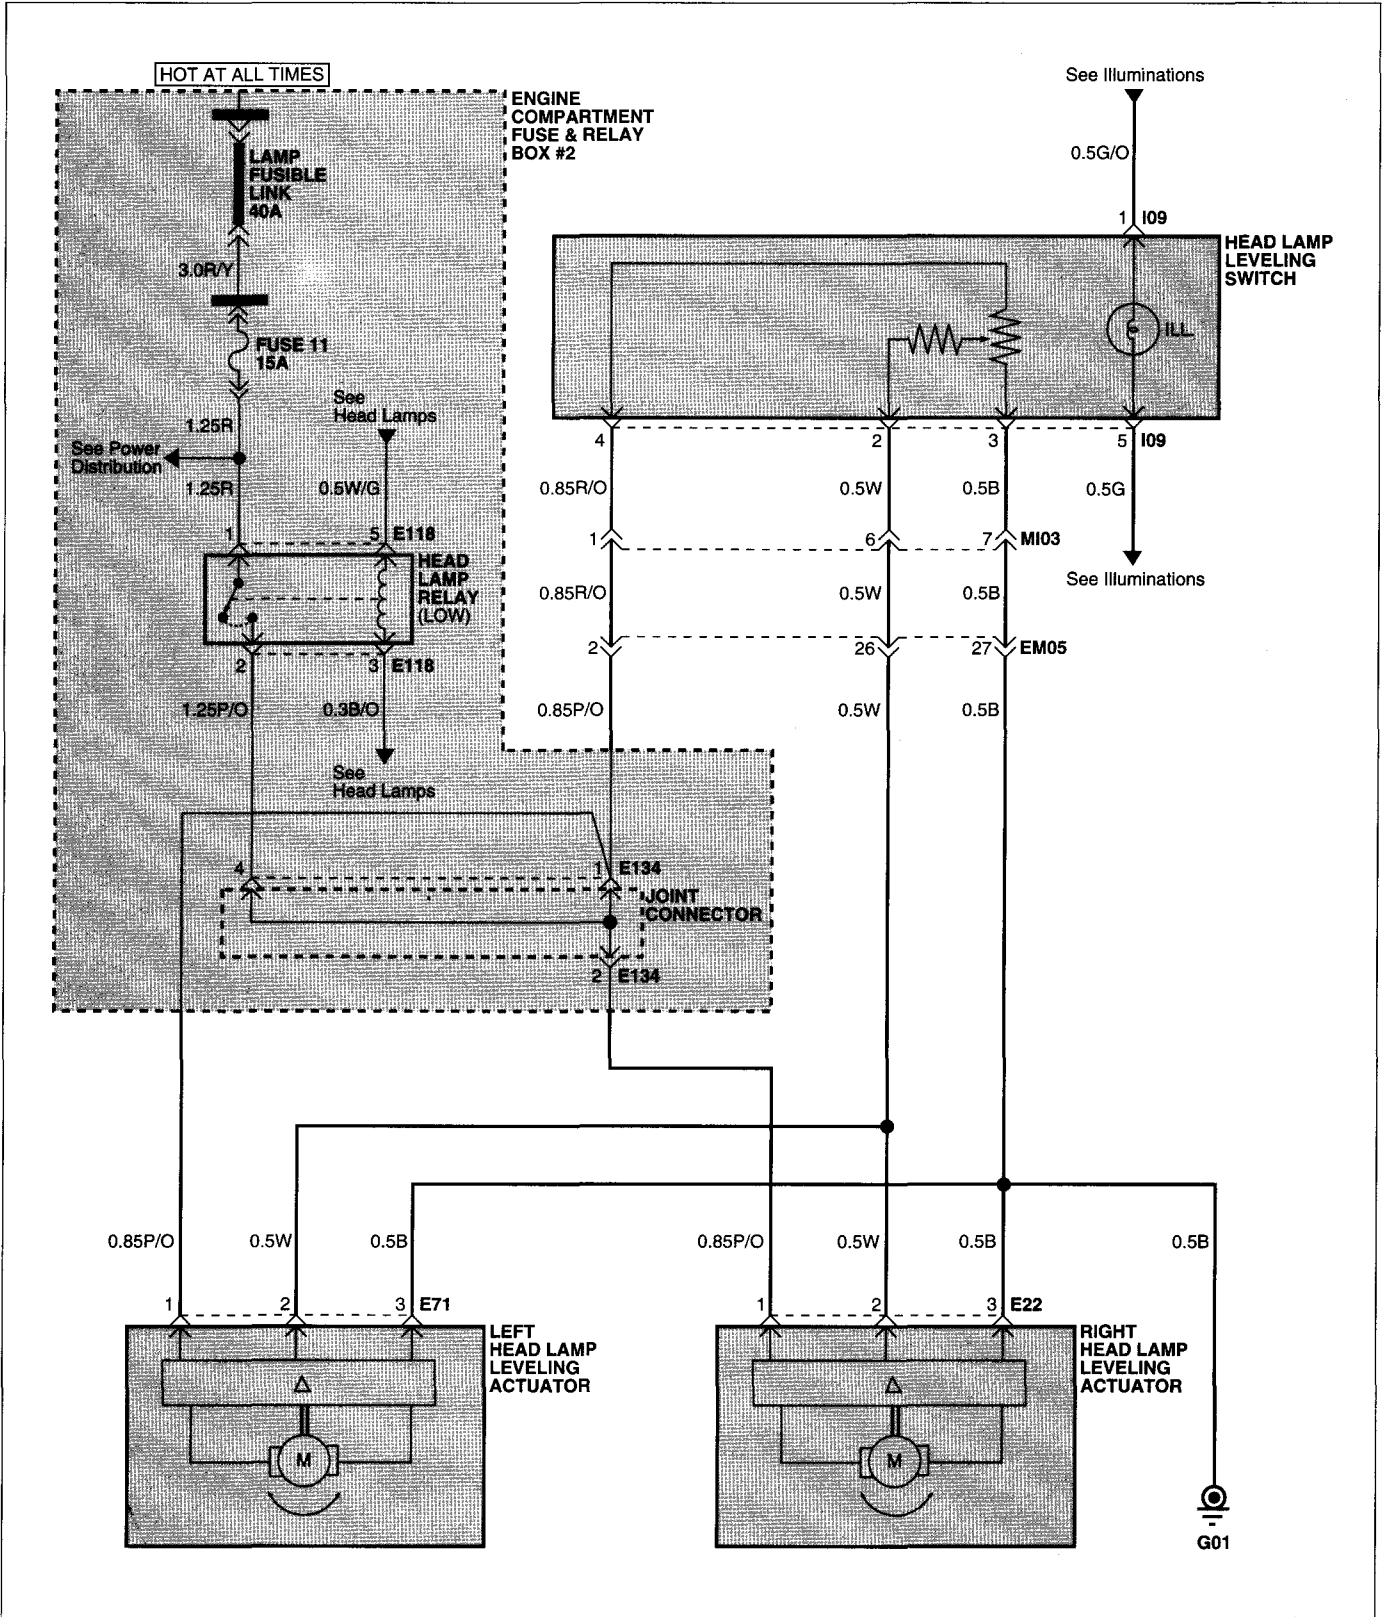 HOT AT ALL TIMES
See Illuminations
ENGINE
COMPARTMENT
FUSE & RELAY
BOX #2
LAMP
FUSIBLE
LINK
40A
0.5G/O
1 I09
HEAD LAMP
LEVELING
SWITCH
3.0R/Y
FUSE 11
15A
ILL.
See
Head Lamps
1.25R
See Power
Distribution
4 2 3 5 I09
1.25R 0.5W/G 0.85R/O 0.5W 0.5B 0.5G
1 5 E118
1 6 7 MI03
HEAD
LAMP
RELAY
(LOW)
See Illuminations
0.85R/O 0.5W 0.5B
2 3 E118
2 26 27 EM05
1.25P/O 0.3B/O 0.85P/O 0.5W 0.5B
See
Head Lamps
4 1 E134
JOINT
CONNECTOR
2 E134
0.85P/O 0.5W 0.5B 0.85P/O 0.5W 0.5B 0.5B
1 2 3 E71 1 2 3 E22
LEFT
HEAD LAMP
LEVELING
ACTUATOR
RIGHT
HEAD LAMP
LEVELING
ACTUATOR
M M
G01